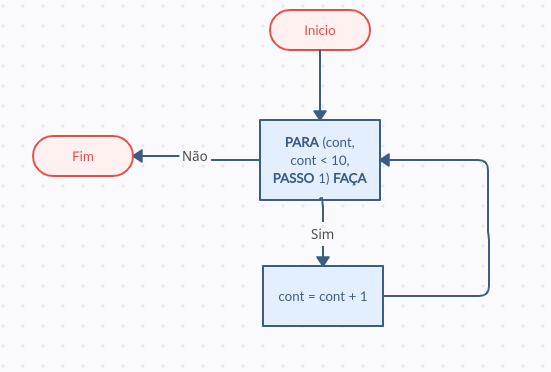 Inicio
PARA (cont,
cont < 10,
PASSO 1) FAÇA
Fim
Não
Sim
cont = cont + 1